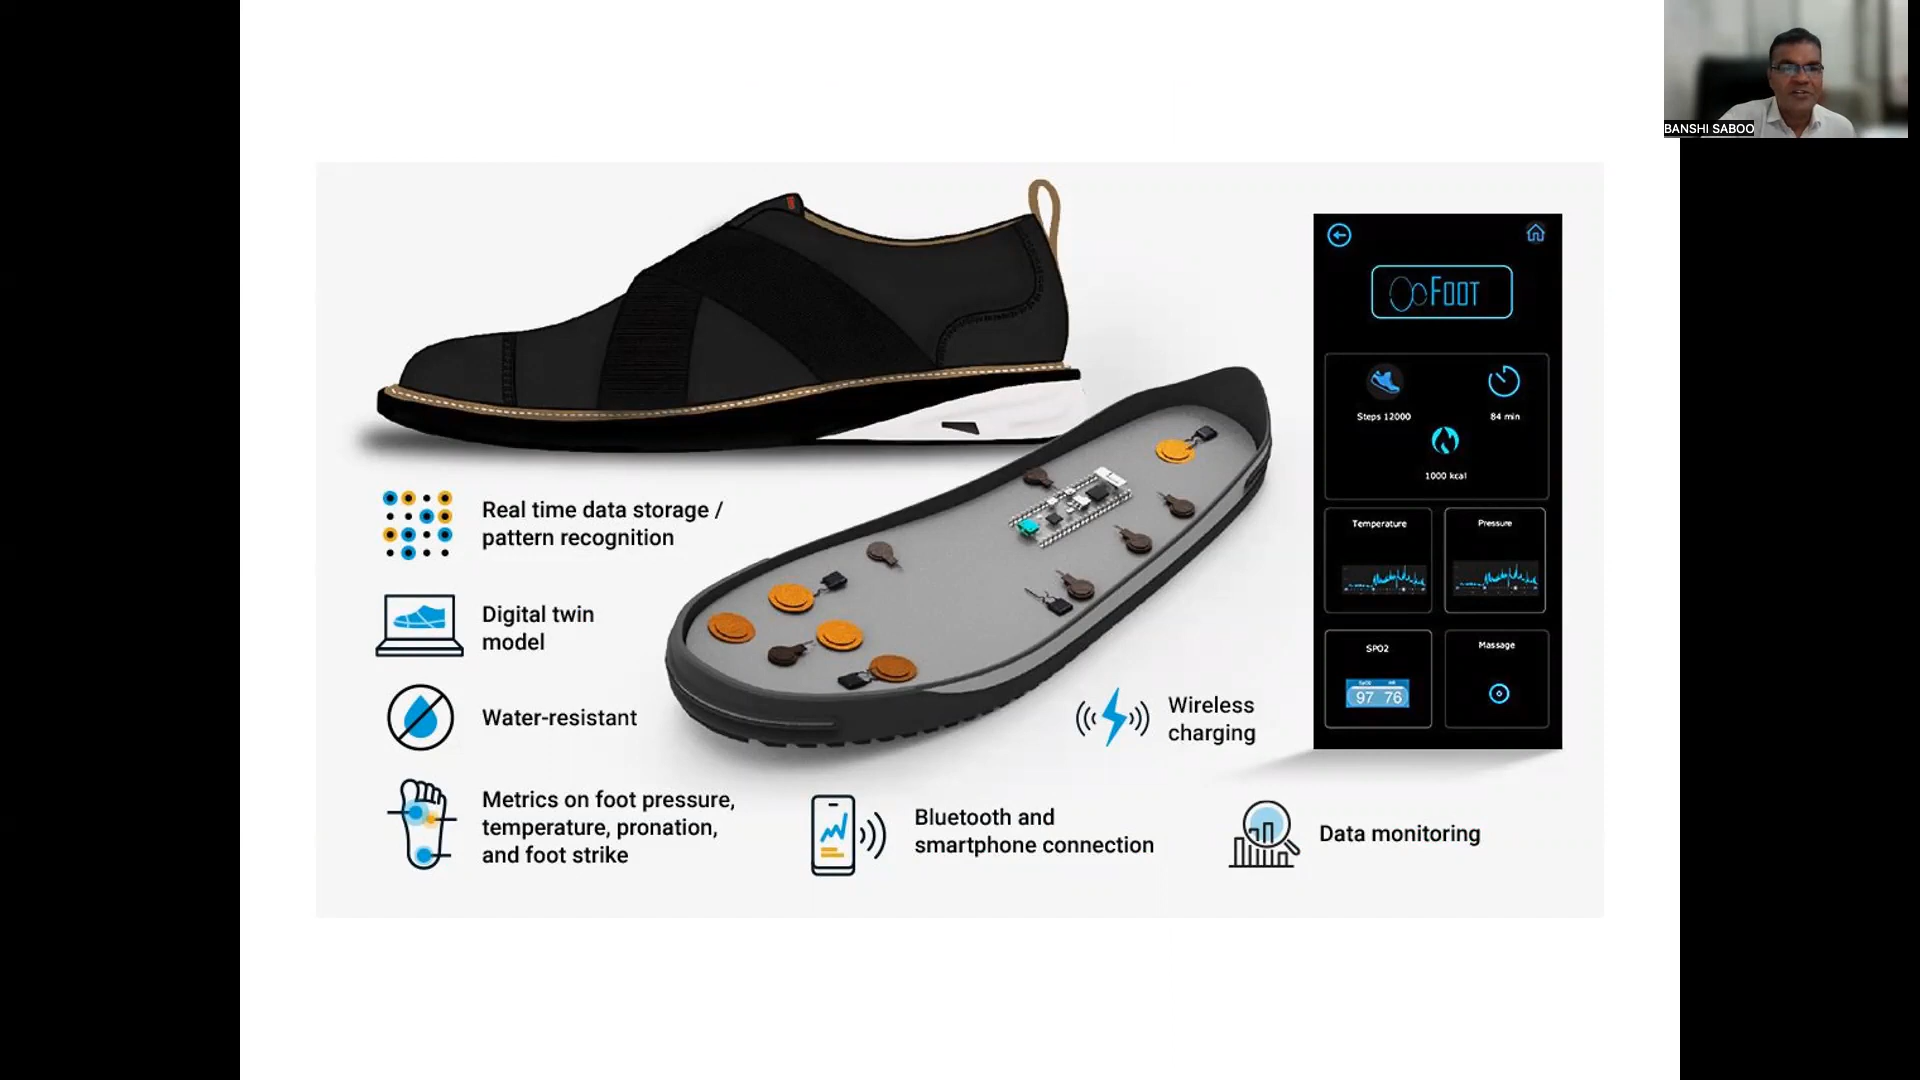 BANSHI SABOO
FOOT
Steps 12000
84 min
1000 kcal
Temperature
Pressure
SPO2
97 76
Massage
Real time data storage /
pattern recognition
Digital twin
model
Water-resistant
Metrics on foot pressure,
temperature, pronation,
and foot strike
Wireless
charging
Bluetooth and
smartphone connection
Data monitoring